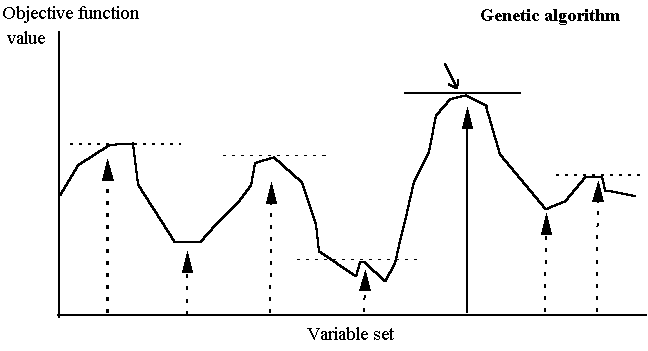 Objective function
value
Genetic algorithm
Variable set